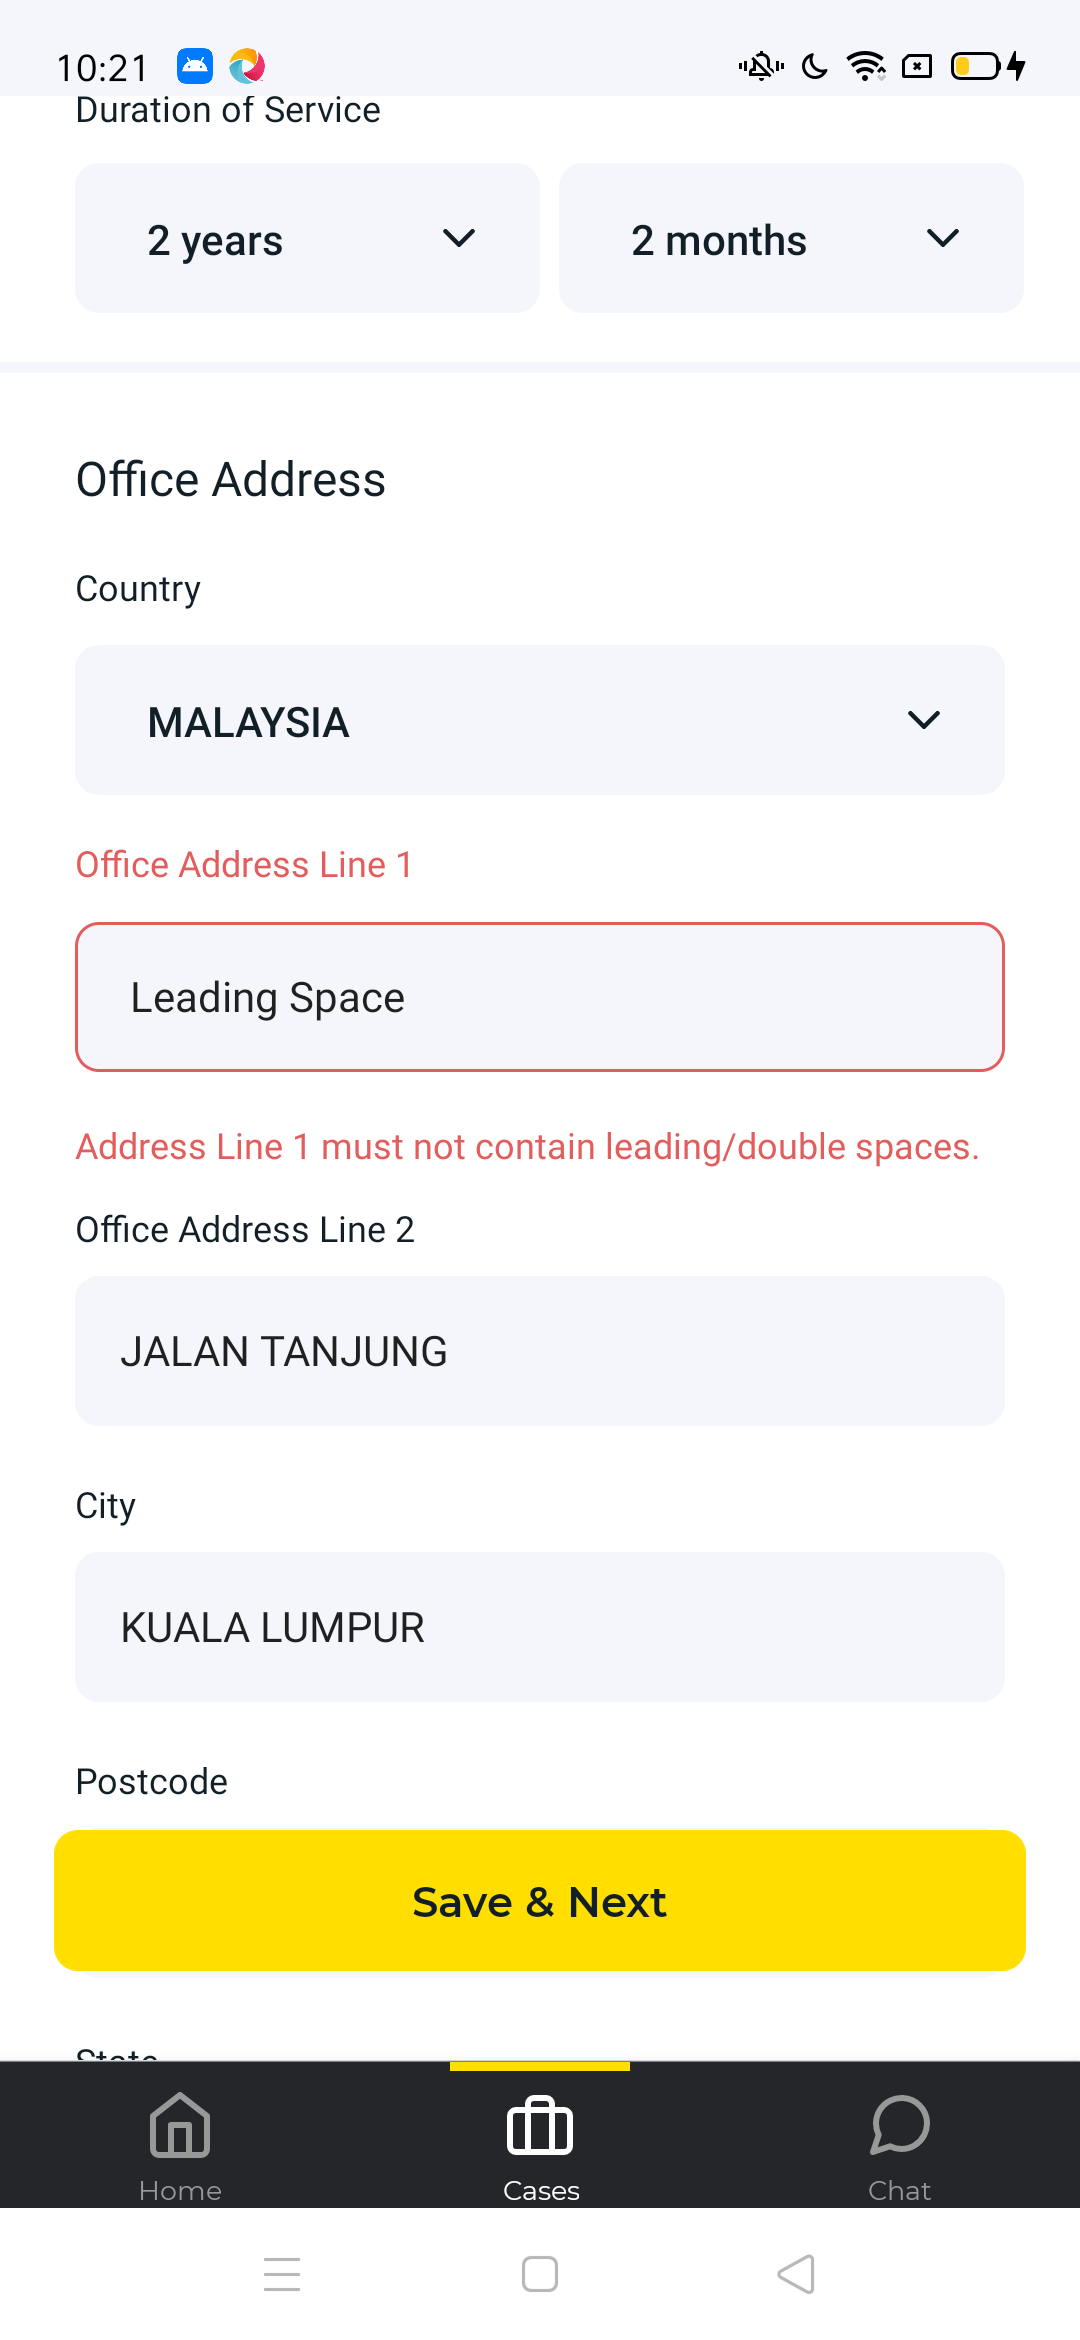 10:21
Duration of Service
2 years
2 months
Office Address
Country
MALAYSIA
Office Address Line 1
Leading Space
Address Line 1 must not contain leading/double spaces.
Office Address Line 2
JALAN TANJUNG
City
KUALA LUMPUR
Postcode
Save & Next
State
Home
Cases
Chat